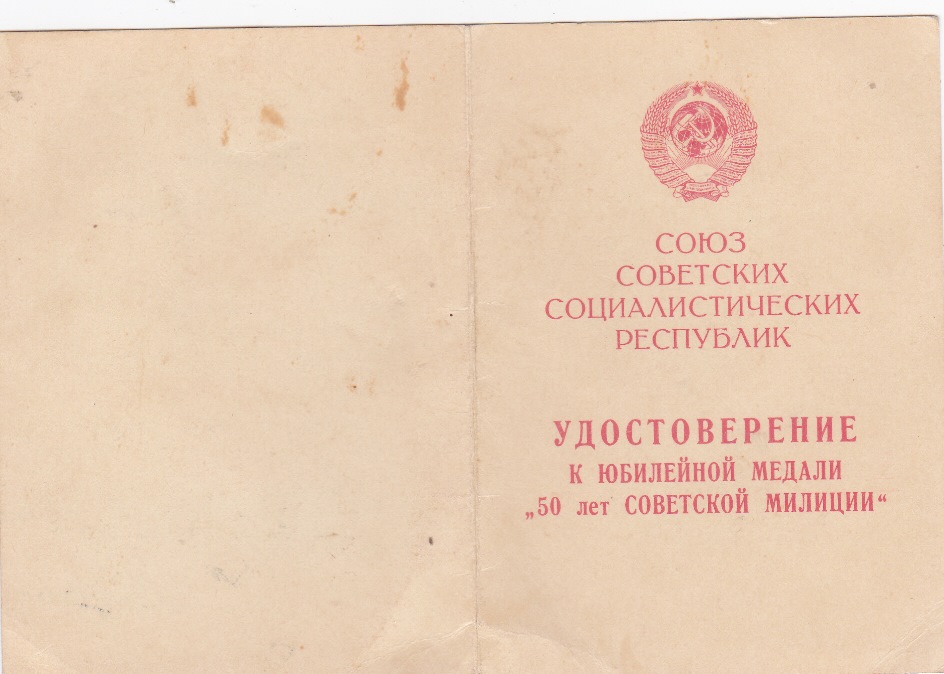 СОЮЗ
СОВЕТСКИХ
СОЦИАЛИСТИЧЕСКИХ
РЕСПУБЛИК
УДОСТОВЕРЕНИЕ
К ЮБИЛЕЙНОЙ МЕДАЛИ
„50 лет СОВЕТСКОЙ МИЛИЦИИ“